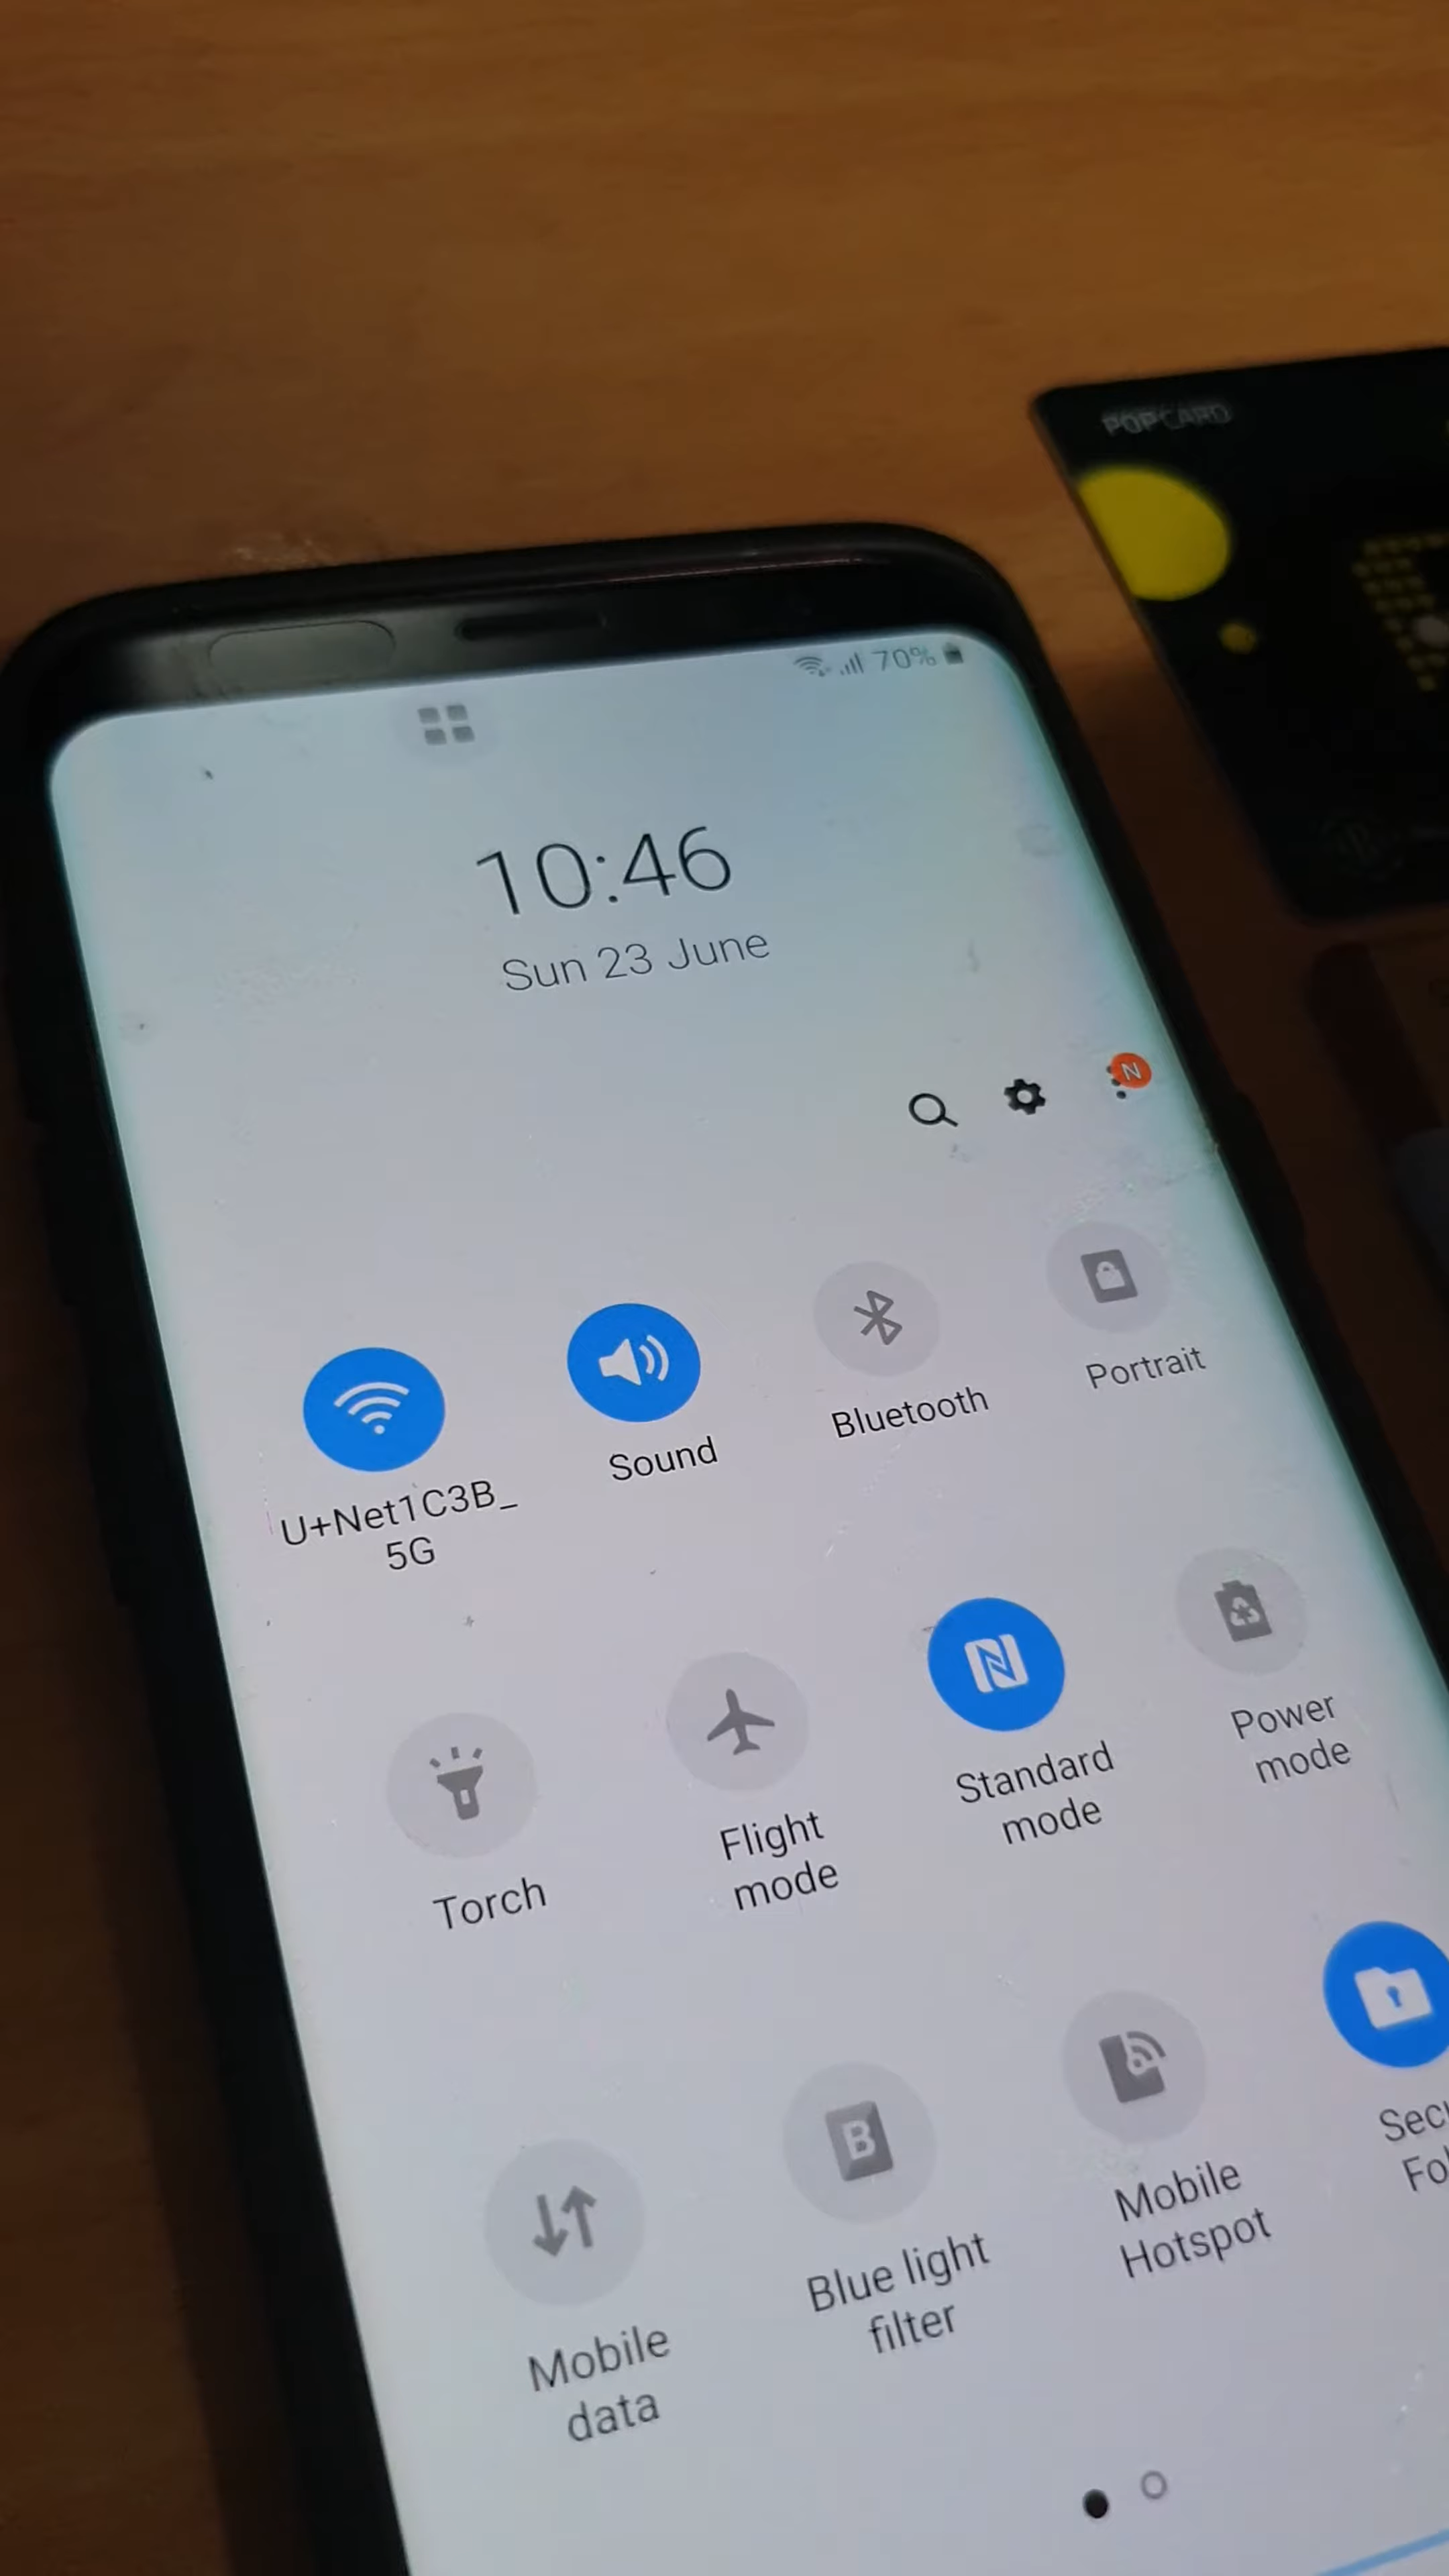 POPCARD
70%
10:46
Sun 23 June
N
U+Net1C3B_
5G
Sound
Bluetooth
Portrait
Torch
Flight
mode
Standard
mode
Power
mode
Mobile
data
B
Blue light
filter
Mobile
Hotspot